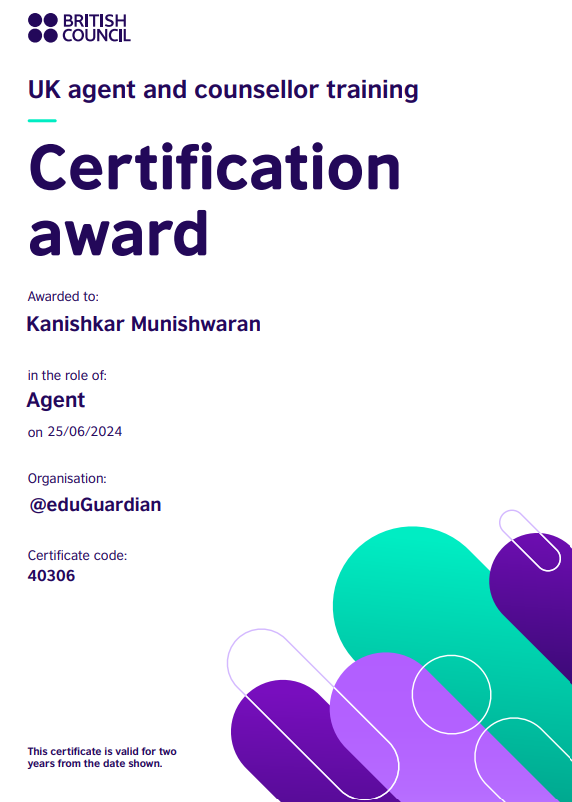 BRITISH
COUNCIL
UK agent and counsellor training
Certification
award
Awarded to:
Kanishkar Munishwaran
in the role of:
Agent
on 25/06/2024
Organisation:
@eduGuardian
Certificate code:
40306
This certificate is valid for two
years from the date shown.